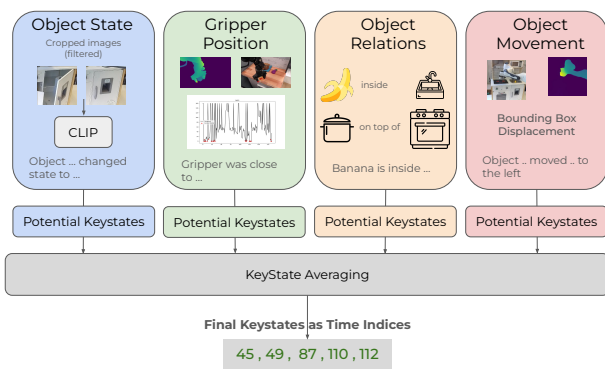 Object State
Cropped images
(filtered)
CLIP
Object ... changed
state to ...
Gripper
Position
Gripper was close
to ...
Object
Relations
inside
on top of
Banana is inside ...
Object
Movement
Bounding Box
Displacement
Object .. moved .. to
the left
Potential Keystates
Potential Keystates
Potential Keystates
Potential Keystates
KeyState Averaging
Final Keystates as Time Indices
45 , 49 , 87 , 110 , 112